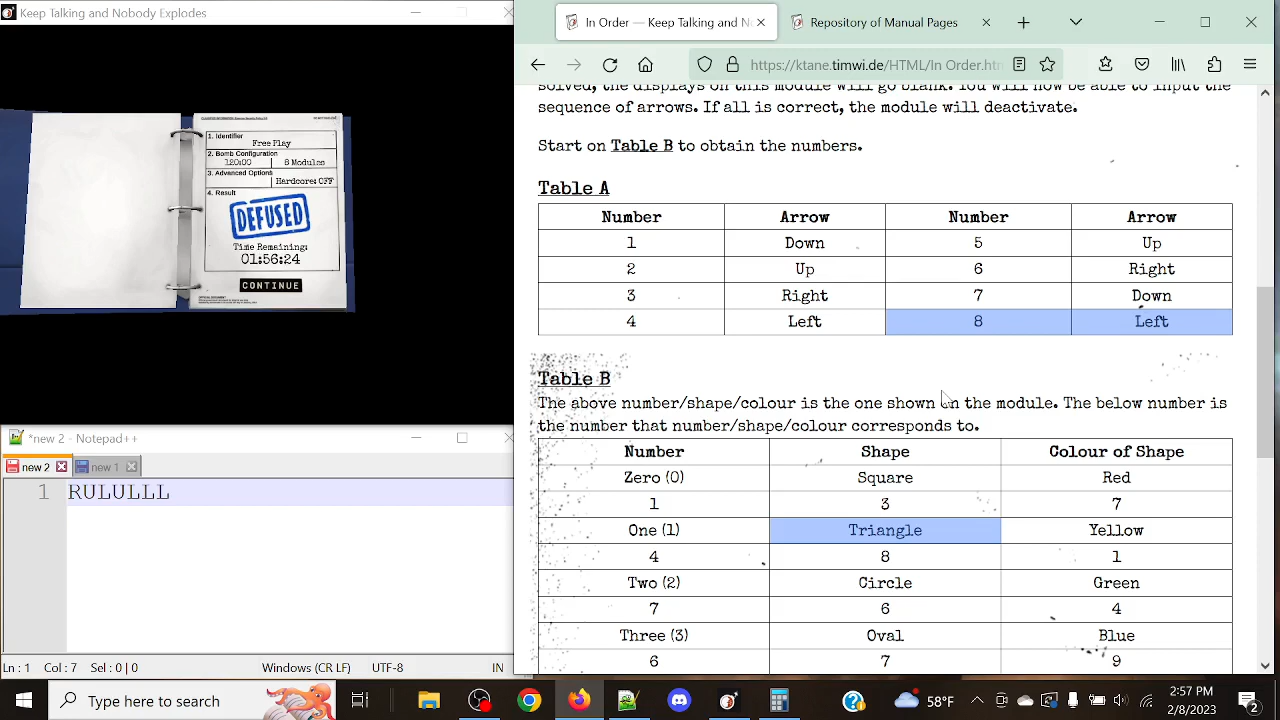 Keep Talking and Nobody Explodes
In Order — Keep Talking and Ne
Repository of Manual Pages
https://ktane.timwi.de/HTML/In Order.htm
solved, the displays on this module will go blank. You will now be able to input the
sequence of arrows. If all is correct, the module will deactivate.
Start on Table B to obtain the numbers.
Table A
Number Arrow Number Arrow
1 Down 5 Up
2 Up 6 Right
3 Right 7 Down
4 Left 8 Left
Table B
The above number/shape/colour is the one shown on the module. The below number is
the number that number/shape/colour corresponds to.
Number Shape Colour of Shape
Zero (0) Square Red
1 3 7
One (1) Triangle Yellow
4 8 1
Two (2) Circle Green
7 6 4
Three (3) Oval Blue
6 7 9
1. Identifier
Free Play
2. Bomb Configuration
120:00 6 Modules
3. Advanced Options
Hardcore: OFF
4. Result
DEFUSED
Time Remaining:
01:56:24
CONTINUE
*new 2 - Notepad++
new 2 new 1
1 RULULLL
Ln : 1 Col : 7 Sel : 0 | 0 Windows (CR LF) UTF-8 IN
Type here to search
58°F
2:57 PM
2/8/2023
2